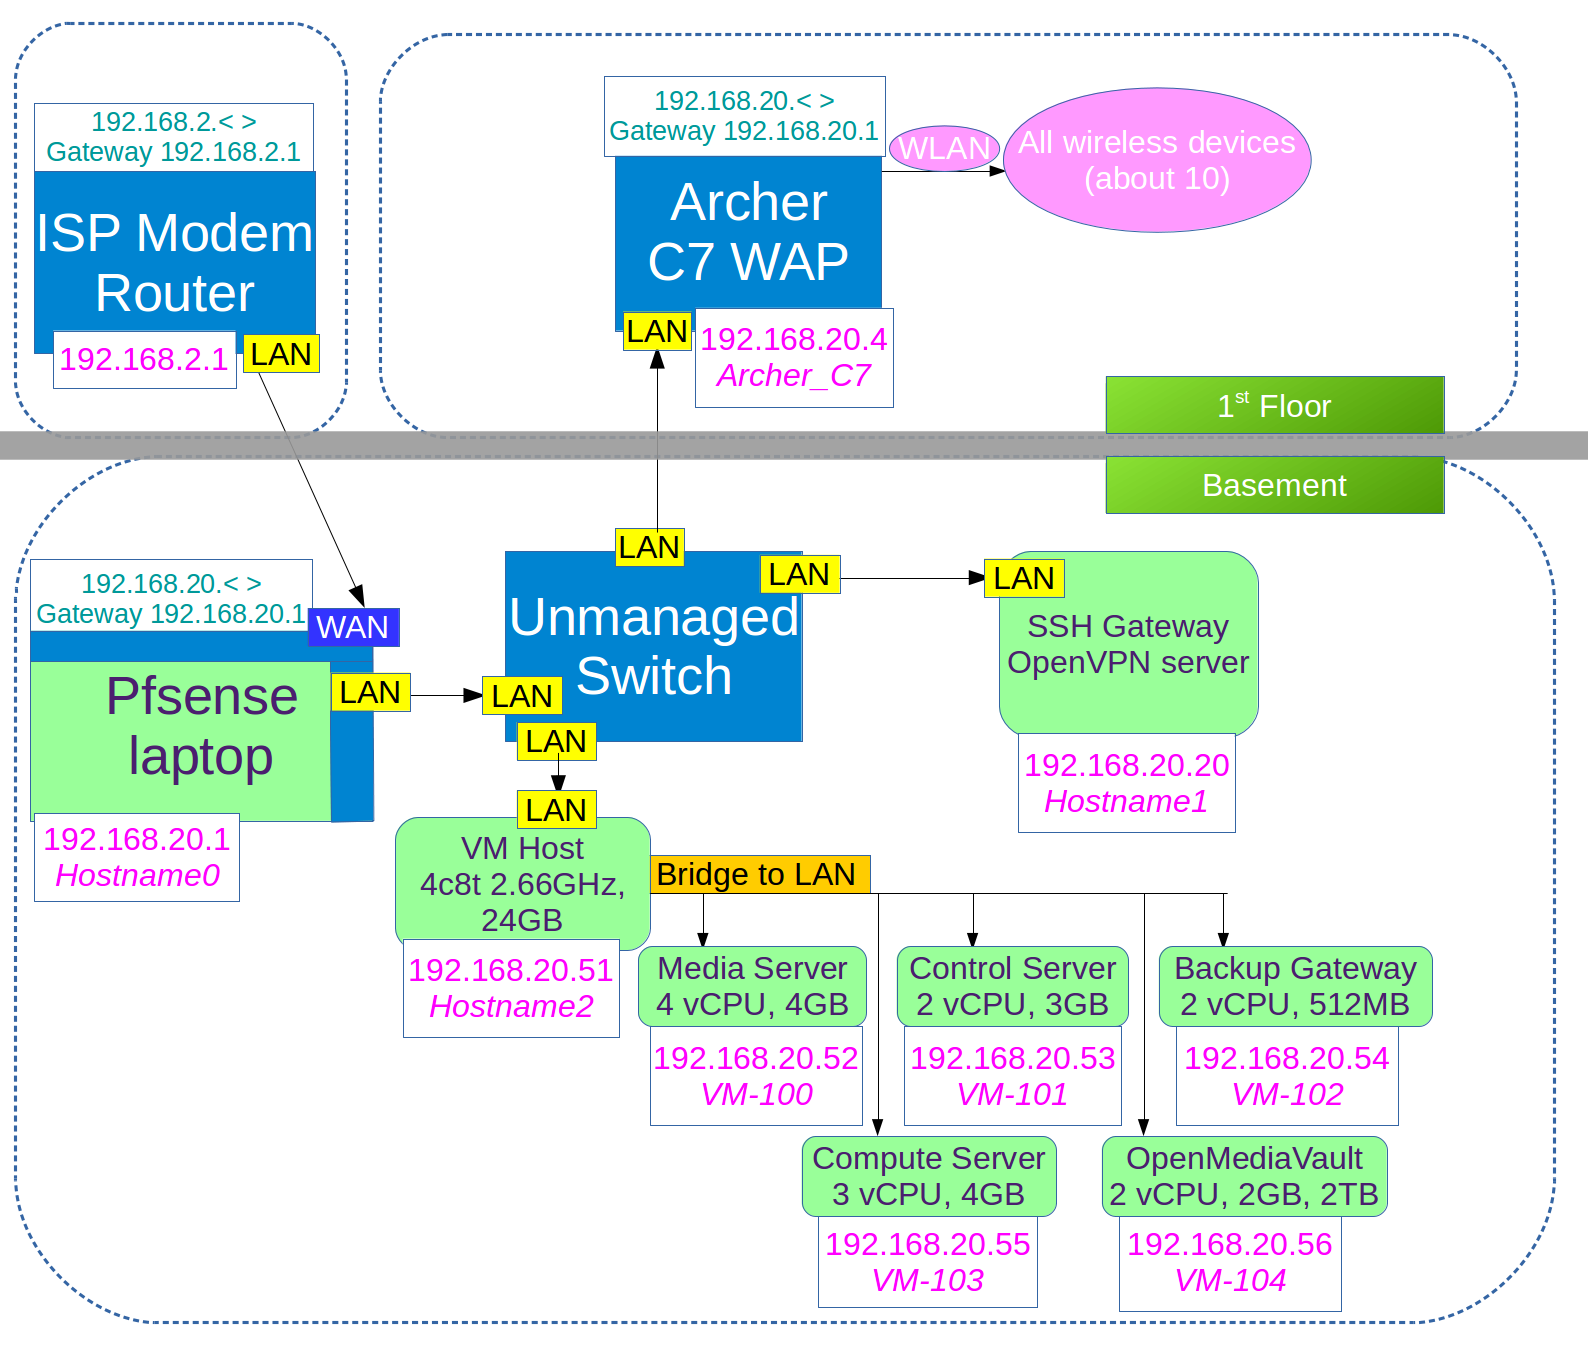 192.168.2.< >
Gateway 192.168.2.1
ISP Modem
Router
192.168.2.1
LAN
192.168.20.< >
Gateway 192.168.20.1
WLAN
All wireless devices
(about 10)
Archer
C7 WAP
LAN
192.168.20.4
Archer_C7
1st Floor
Basement
192.168.20.< >
Gateway 192.168.20.1
WAN
Pfsense
laptop
LAN
192.168.20.1
Hostname0
LAN
LAN
Unmanaged
Switch
LAN
LAN
LAN
SSH Gateway
OpenVPN server
192.168.20.20
Hostname1
LAN
VM Host
4c8t 2.66GHz,
24GB
192.168.20.51
Hostname2
Bridge to LAN
Media Server
4 vCPU, 4GB
192.168.20.52
VM-100
Control Server
2 vCPU, 3GB
192.168.20.53
VM-101
Backup Gateway
2 vCPU, 512MB
192.168.20.54
VM-102
Compute Server
3 vCPU, 4GB
192.168.20.55
VM-103
OpenMediaVault
2 vCPU, 2GB, 2TB
192.168.20.56
VM-104